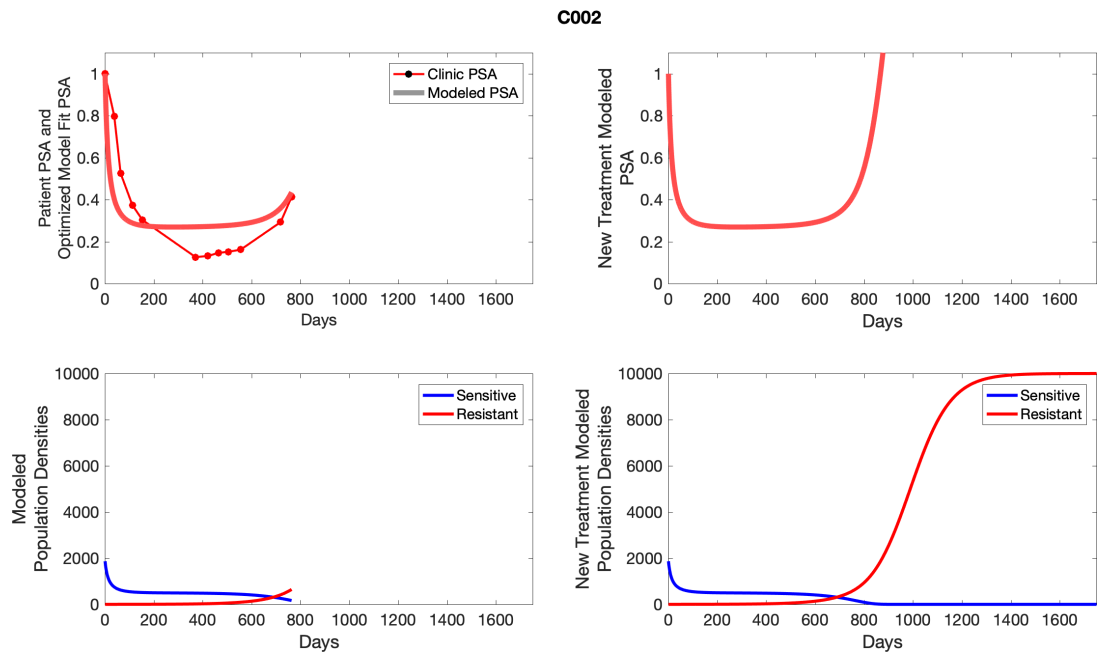 C002
Patient PSA and
Optimized Model Fit PSA
1
0.8
0.6
0.4
0.2
0
Clinic PSA
Modeled PSA
0 200 400 600 800 1000 1200 1400 1600
Days
New Treatment Modeled
PSA
1
0.8
0.6
0.4
0.2
0
0 200 400 600 800 1000 1200 1400 1600
Days
Modeled
Population Densities
10000
8000
6000
4000
2000
0
Sensitive
Resistant
0 200 400 600 800 1000 1200 1400 1600
Days
New Treatment Modeled
Population Densities
10000
8000
6000
4000
2000
0
Sensitive
Resistant
0 200 400 600 800 1000 1200 1400 1600
Days